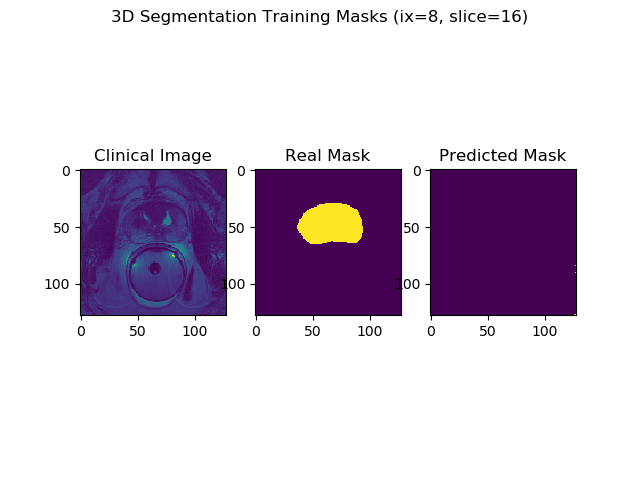 3D Segmentation Training Masks (ix=8, slice=16)
Clinical Image Real Mask Predicted Mask
0 0 0
50 50 50
100 100 100
0 50 100 0 50 100 0 50 100